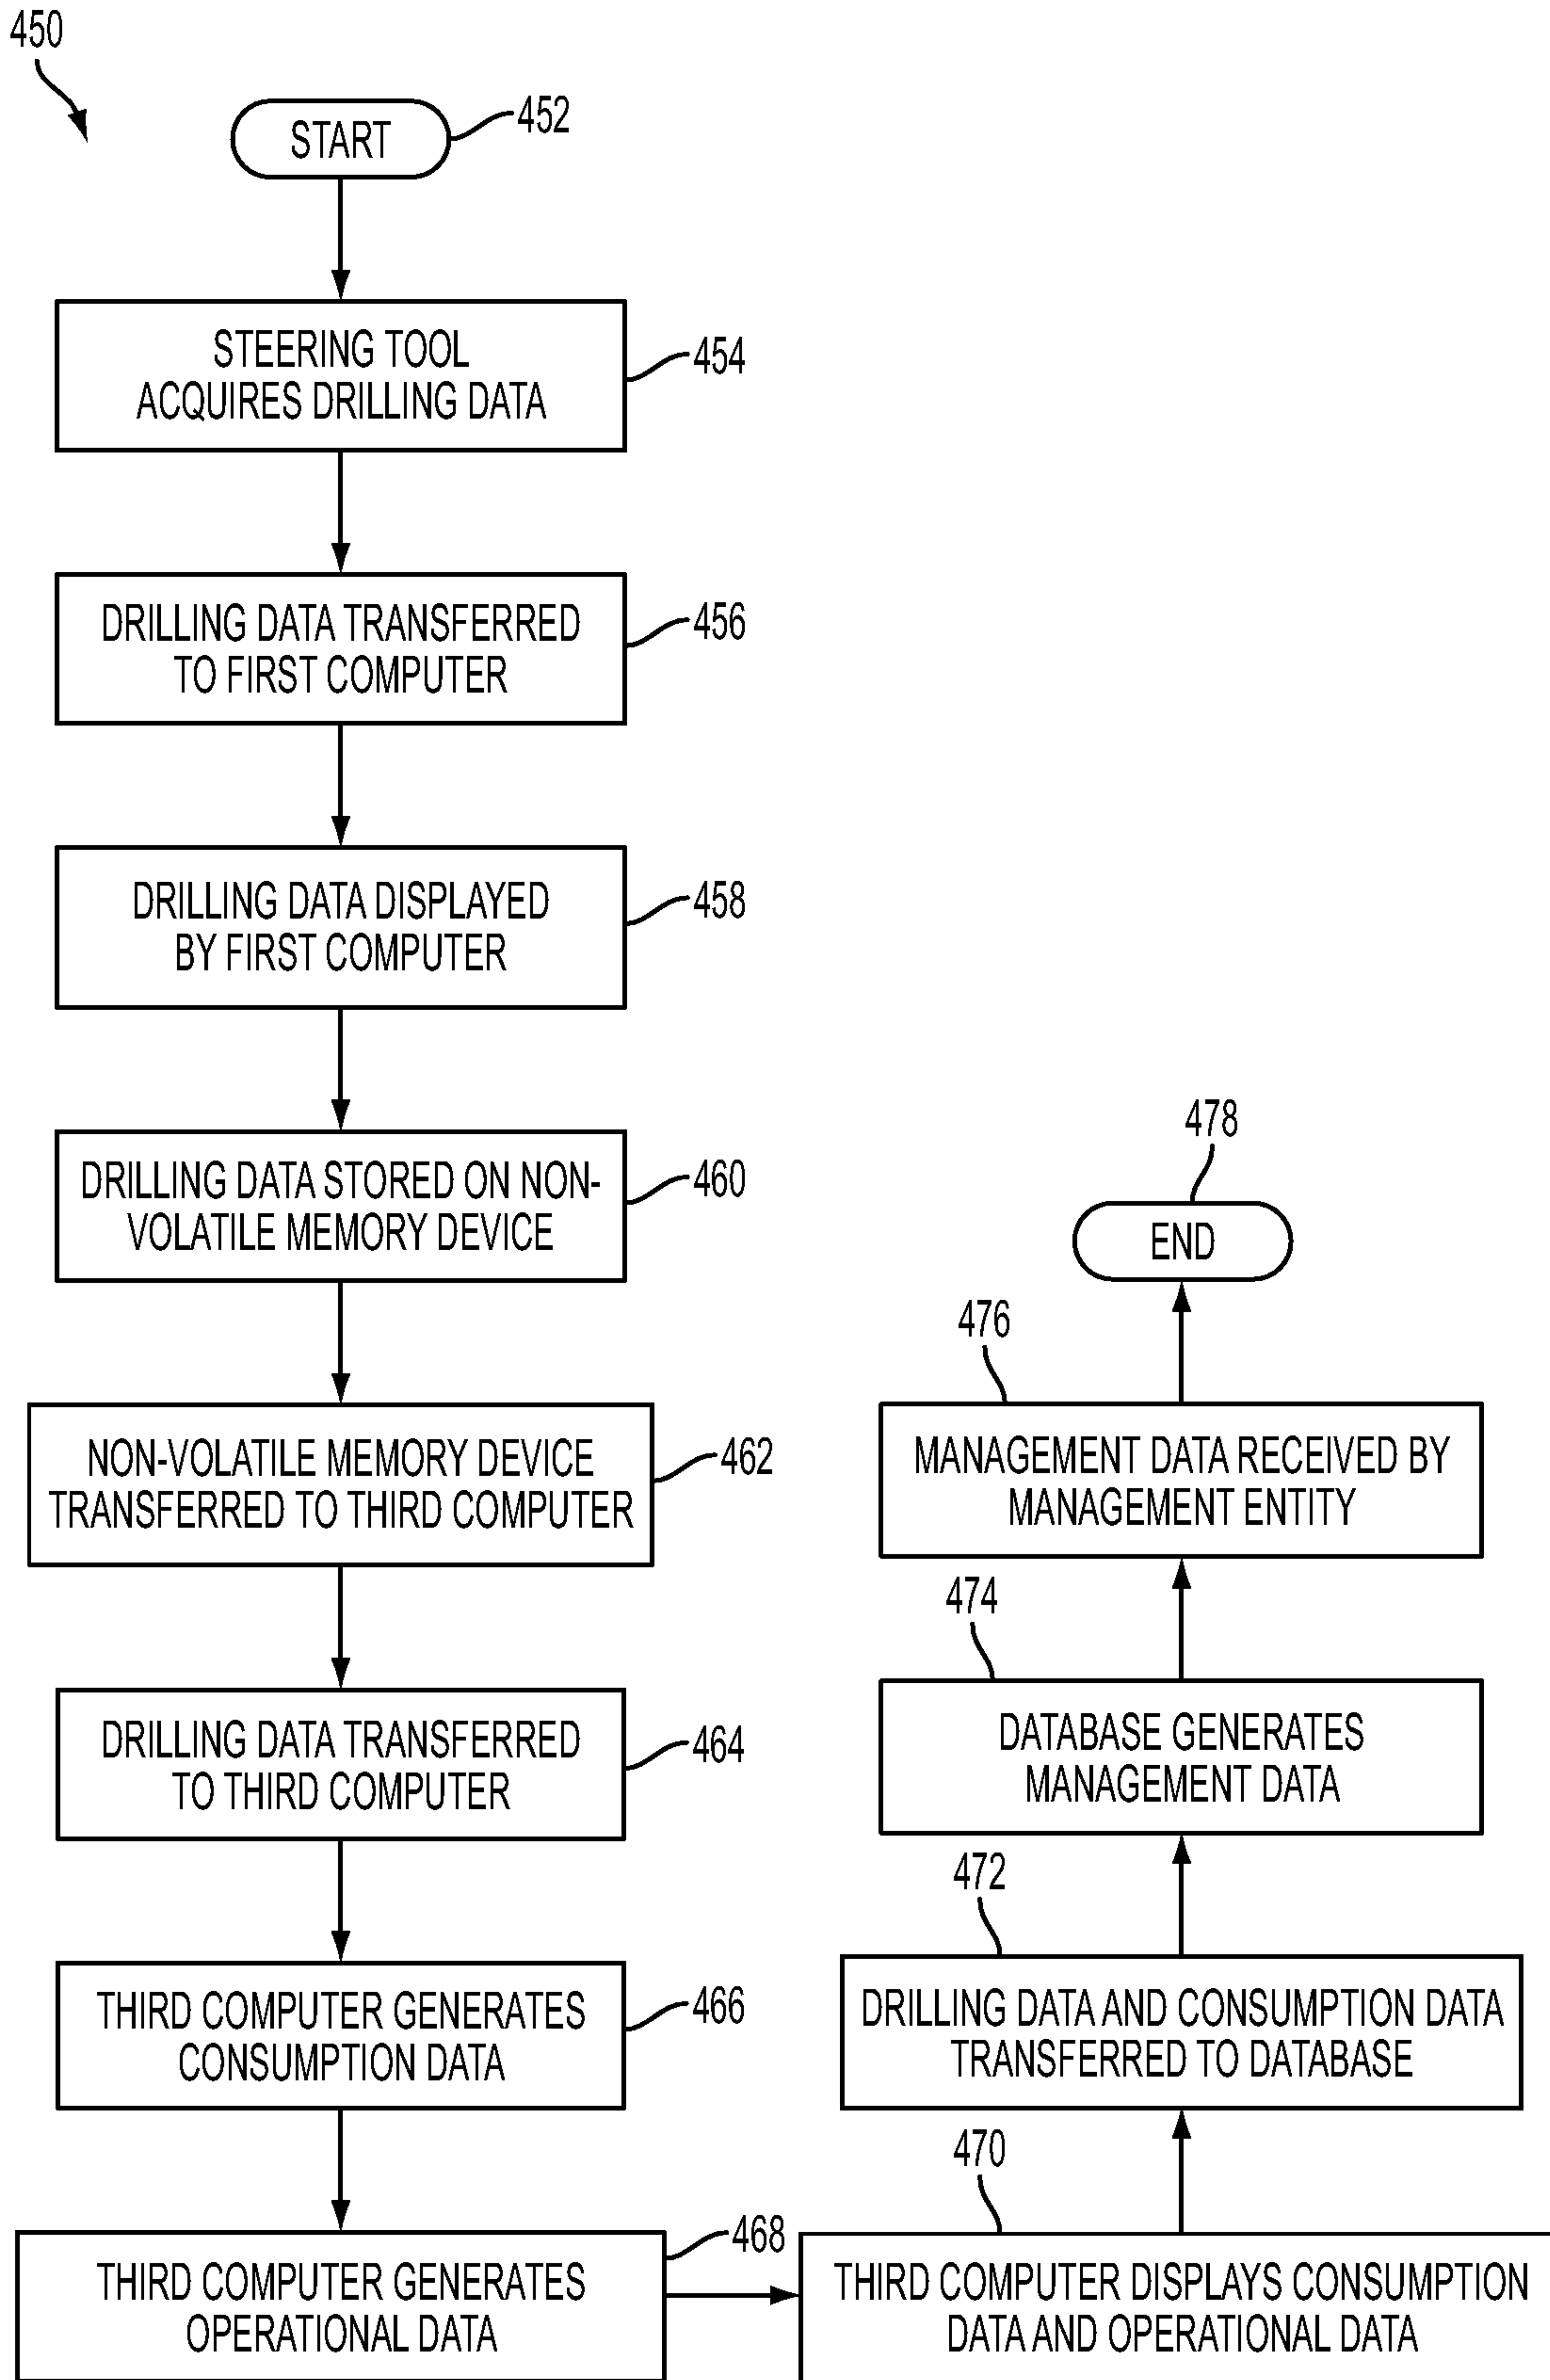 450
START
452
STEERING TOOL
ACQUIRES DRILLING DATA
454
DRILLING DATA TRANSFERRED
TO FIRST COMPUTER
456
DRILLING DATA DISPLAYED
BY FIRST COMPUTER
458
DRILLING DATA STORED ON NON-
VOLATILE MEMORY DEVICE
460
NON-VOLATILE MEMORY DEVICE
TRANSFERRED TO THIRD COMPUTER
462
DRILLING DATA TRANSFERRED
TO THIRD COMPUTER
464
THIRD COMPUTER GENERATES
CONSUMPTION DATA
466
THIRD COMPUTER GENERATES
OPERATIONAL DATA
468
470
THIRD COMPUTER DISPLAYS CONSUMPTION
DATA AND OPERATIONAL DATA
472
DRILLING DATA AND CONSUMPTION DATA
TRANSFERRED TO DATABASE
474
DATABASE GENERATES
MANAGEMENT DATA
476
MANAGEMENT DATA RECEIVED BY
MANAGEMENT ENTITY
478
END